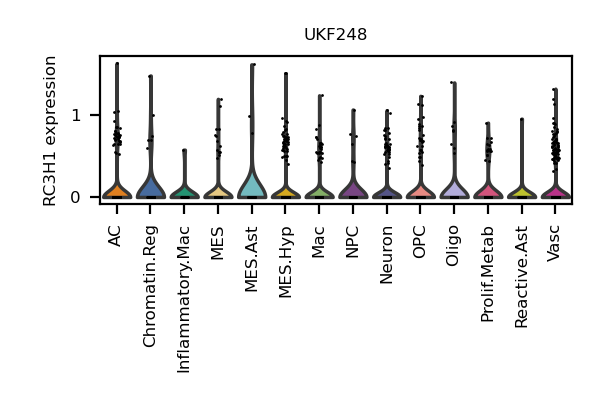 UKF248
RC3H1 expression
1
0
AC
Chromatin.Reg
Inflammatory.Mac
MES
MES.Ast
MES.Hyp
Mac
NPC
Neuron
OPC
Oligo
Prolif.Metab
Reactive.Ast
Vasc